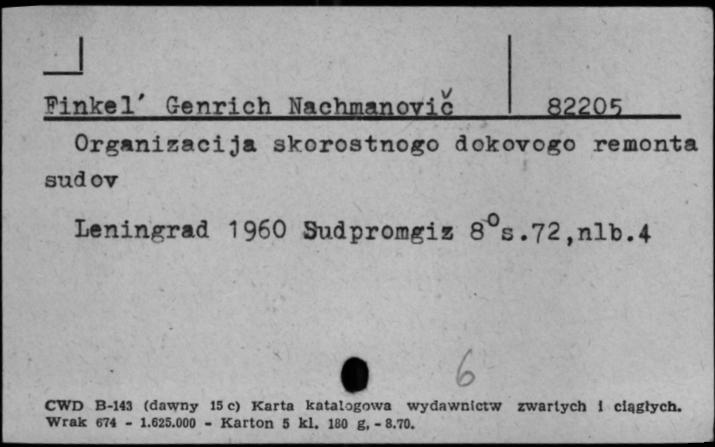 Finkel´ Genrich Nachmanovič 82205
Organizacija skorostnogo dokovogo remonta
sudov
Leningrad 1960 Sudpromgiz 8⁰s.72,nlb.4
6
CWD B-143 (dawny 15 c) Karta katalogowa wydawnictw zwartych i ciągłych.
Wrak 674 - 1.625.000 - Karton 5 kl. 180 g, - 8.70.